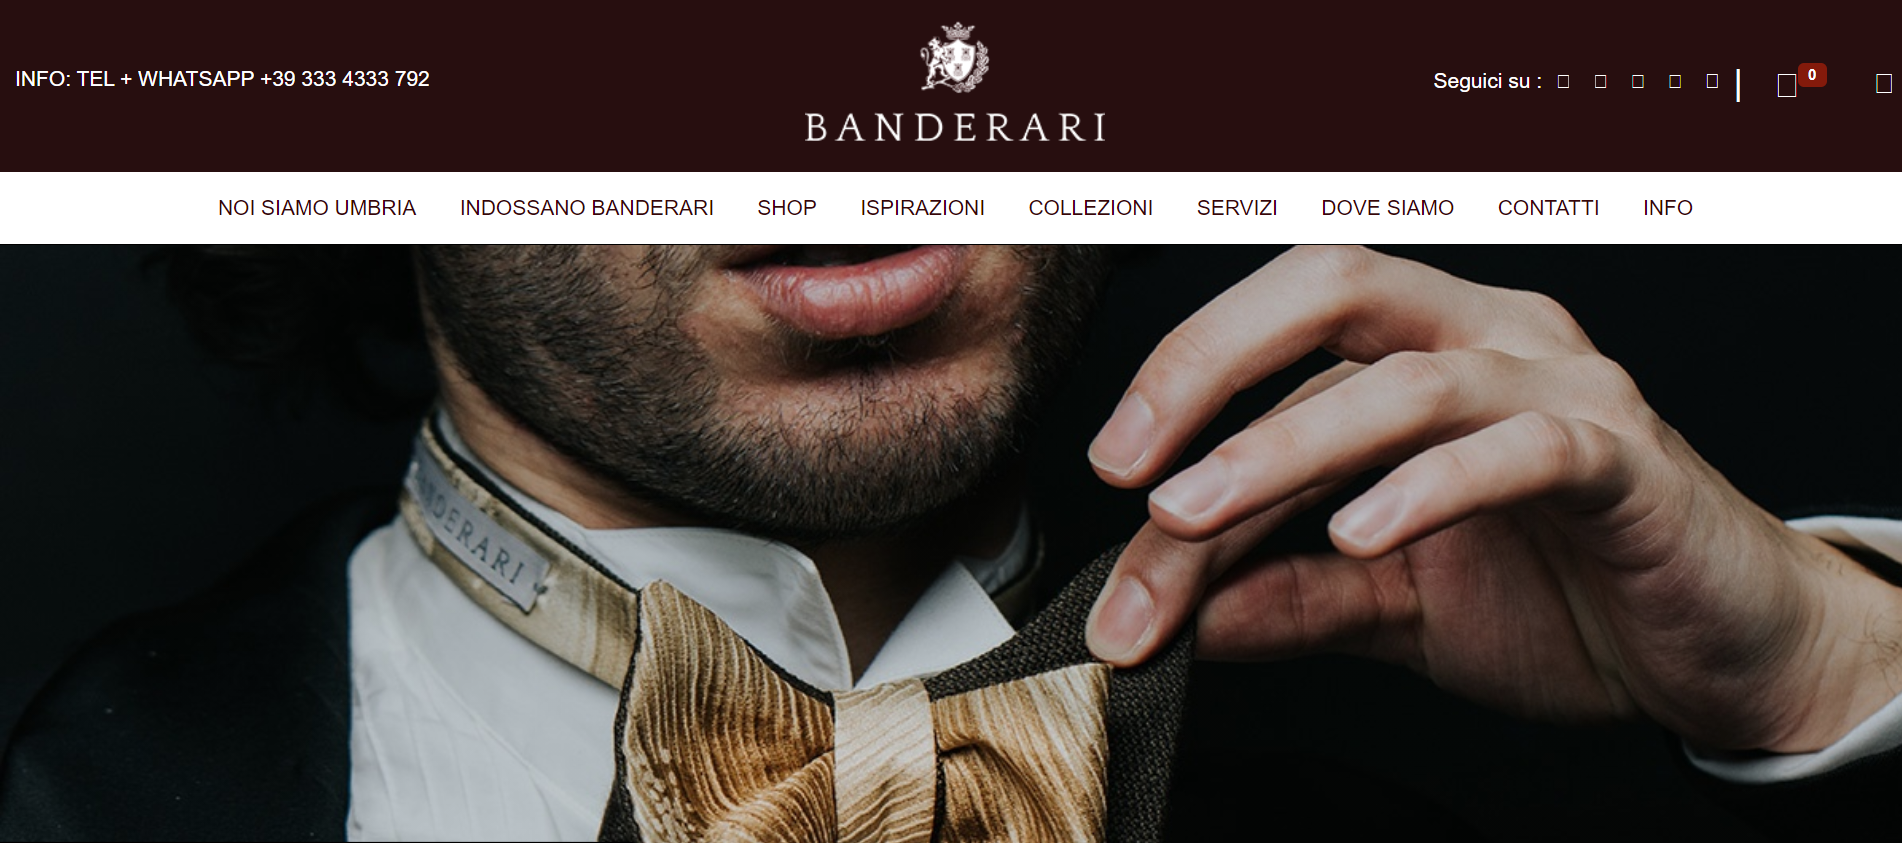 INFO: TEL + WHATSAPP +39 333 4333 792
BANDERARI
Seguici su :
0
NOI SIAMO UMBRIA INDOSSANO BANDERARI SHOP ISPIRAZIONI COLLEZIONI SERVIZI DOVE SIAMO CONTATTI INFO
BANDERARI